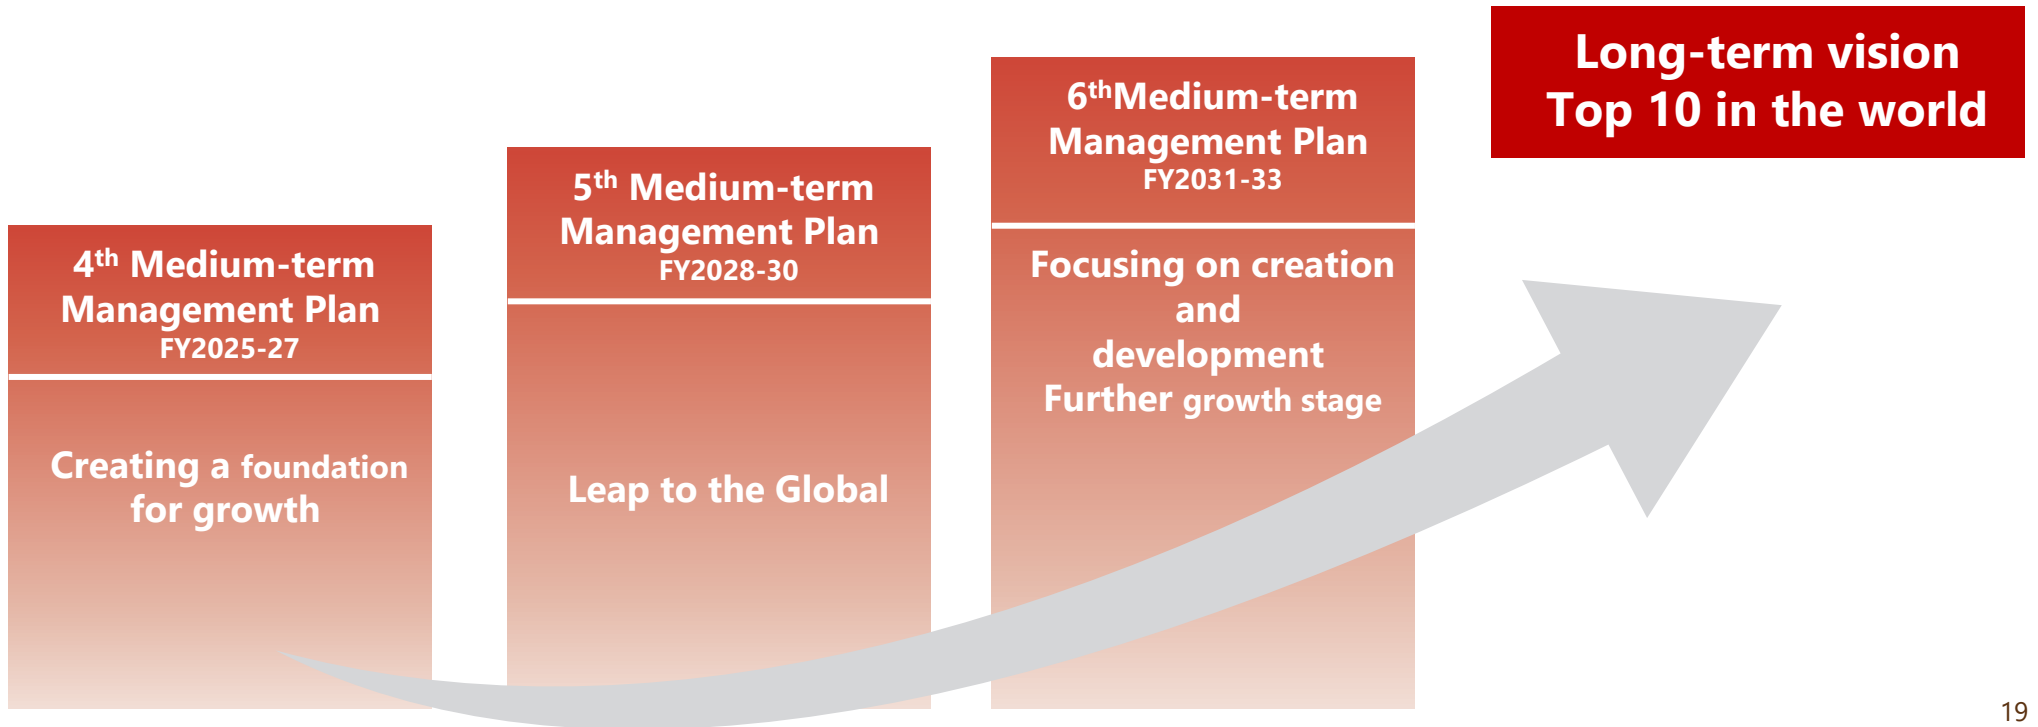 4th Medium-term
Management Plan
FY2025-27
Creating a foundation
for growth
5th Medium-term
Management Plan
FY2028-30
Leap to the Global
6thMedium-term
Management Plan
FY2031-33
Focusing on creation
and
development
Further growth stage
Long-term vision
Top 10 in the world
19